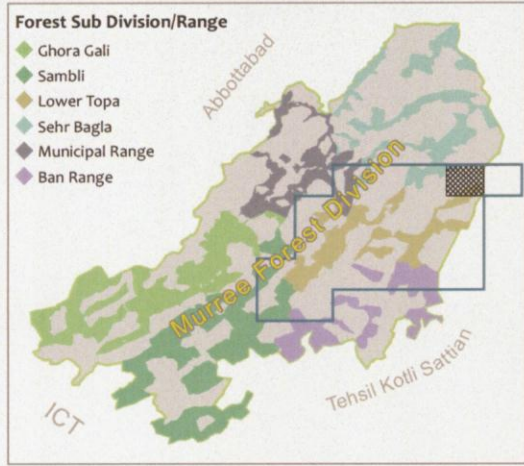 Forest Sub Division/Range
Ghora Gali
Sambli
Lower Topa
Sehr Bagla
Municipal Range
Ban Range
Abbottabad
Murree Forest Division
Tehsil Kotli Sattian
ICT